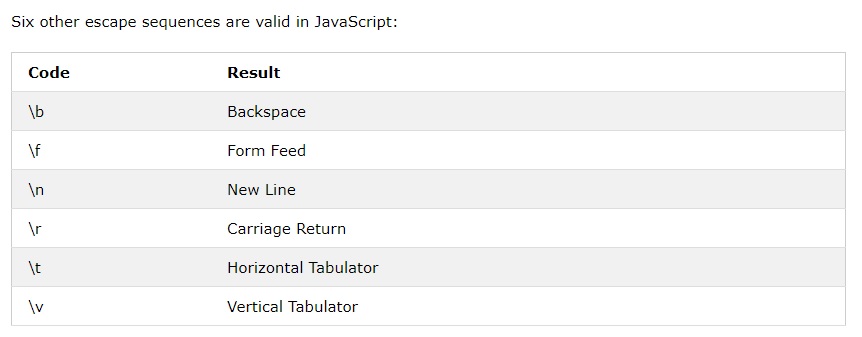 Six other escape sequences are valid in JavaScript:
Code Result
\b Backspace
\f Form Feed
\n New Line
\r Carriage Return
\t Horizontal Tabulator
\v Vertical Tabulator